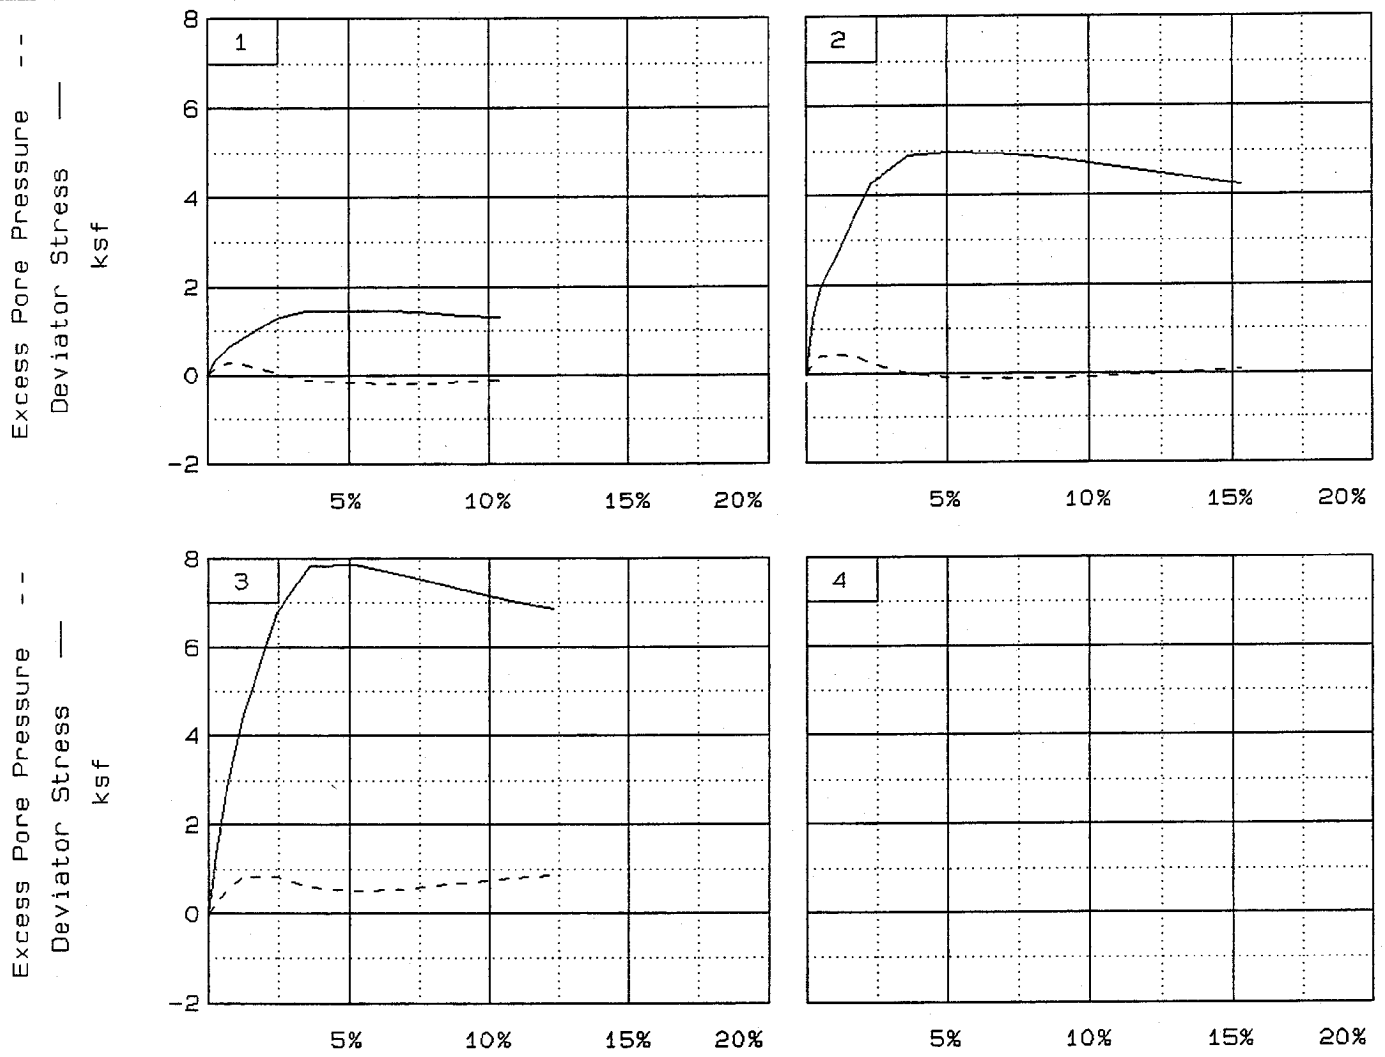 Excess Pore Pressure --
Deviator Stress —
ksf
8
6
4
2
0
-2
1
5% 10% 15% 20%
2
5% 10% 15% 20%
Excess Pore Pressure --
Deviator Stress —
ksf
8
6
4
2
0
-2
3
5% 10% 15% 20%
4
5% 10% 15% 20%